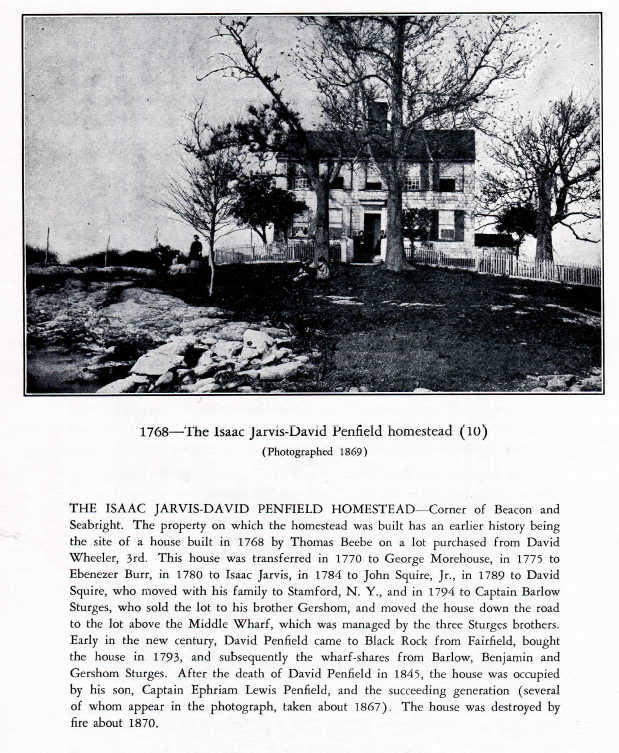 1768—The Isaac Jarvis-David Penfield homestead (10)
(Photographed 1869)
THE ISAAC JARVIS-DAVID PENFIELD HOMESTEAD—Corner of Beacon and
Seabright. The property on which the homestead was built has an earlier history being
the site of a house built in 1768 by Thomas Beebe on a lot purchased from David
Wheeler, 3rd. This house was transferred in 1770 to George Morehouse, in 1775 to
Ebenezer Burr, in 1780 to Isaac Jarvis, in 1784 to John Squire, Jr., in 1789 to David
Squire, who moved with his family to Stamford, N. Y., and in 1794 to Captain Barlow
Sturges, who sold the lot to his brother Gershom, and moved the house down the road
to the lot above the Middle Wharf, which was managed by the three Sturges brothers.
Early in the new century, David Penfield came to Black Rock from Fairfield, bought
the house in 1793, and subsequently the wharf-shares from Barlow, Benjamin and
Gershom Sturges. After the death of David Penfield in 1845, the house was occupied
by his son, Captain Ephriam Lewis Penfield, and the succeeding generation (several
of whom appear in the photograph, taken about 1867). The house was destroyed by
fire about 1870.